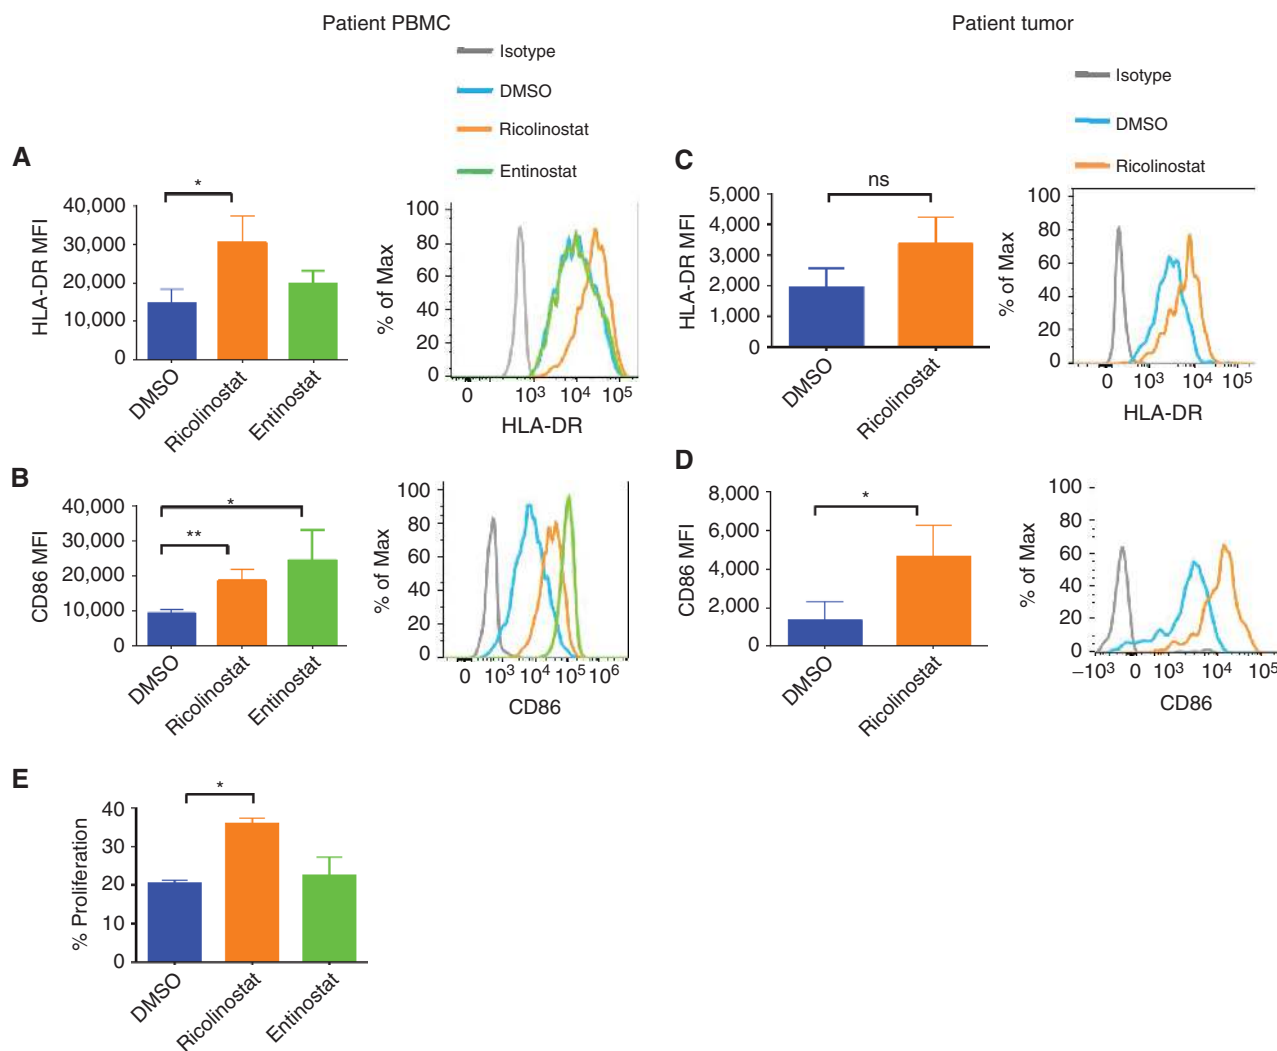 Patient PBMC
Isotype
DMSO
Ricolinostat
Entinostat
Patient tumor
Isotype
DMSO
Ricolinostat
A
*
HLA-DR MFI
40,000
30,000
20,000
10,000
0
DMSO
Ricolinostat
Entinostat
% of Max
100
80
60
40
20
0
0 10³ 10⁴ 10⁵
HLA-DR
C
ns
HLA-DR MFI
5,000
4,000
3,000
2,000
1,000
0
DMSO
Ricolinostat
% of Max
100
80
60
40
20
0
0 10³ 10⁴ 10⁵
HLA-DR
B
*
**
CD86 MFI
40,000
30,000
20,000
10,000
0
DMSO
Ricolinostat
Entinostat
% of Max
100
80
60
40
20
0
0 10³ 10⁴ 10⁵ 10⁶
CD86
D
*
CD86 MFI
8,000
6,000
4,000
2,000
0
DMSO
Ricolinostat
% of Max
100
80
60
40
20
0
−10³ 0 10³ 10⁴ 10⁵
CD86
E
*
% Proliferation
40
30
20
10
0
DMSO
Ricolinostat
Entinostat